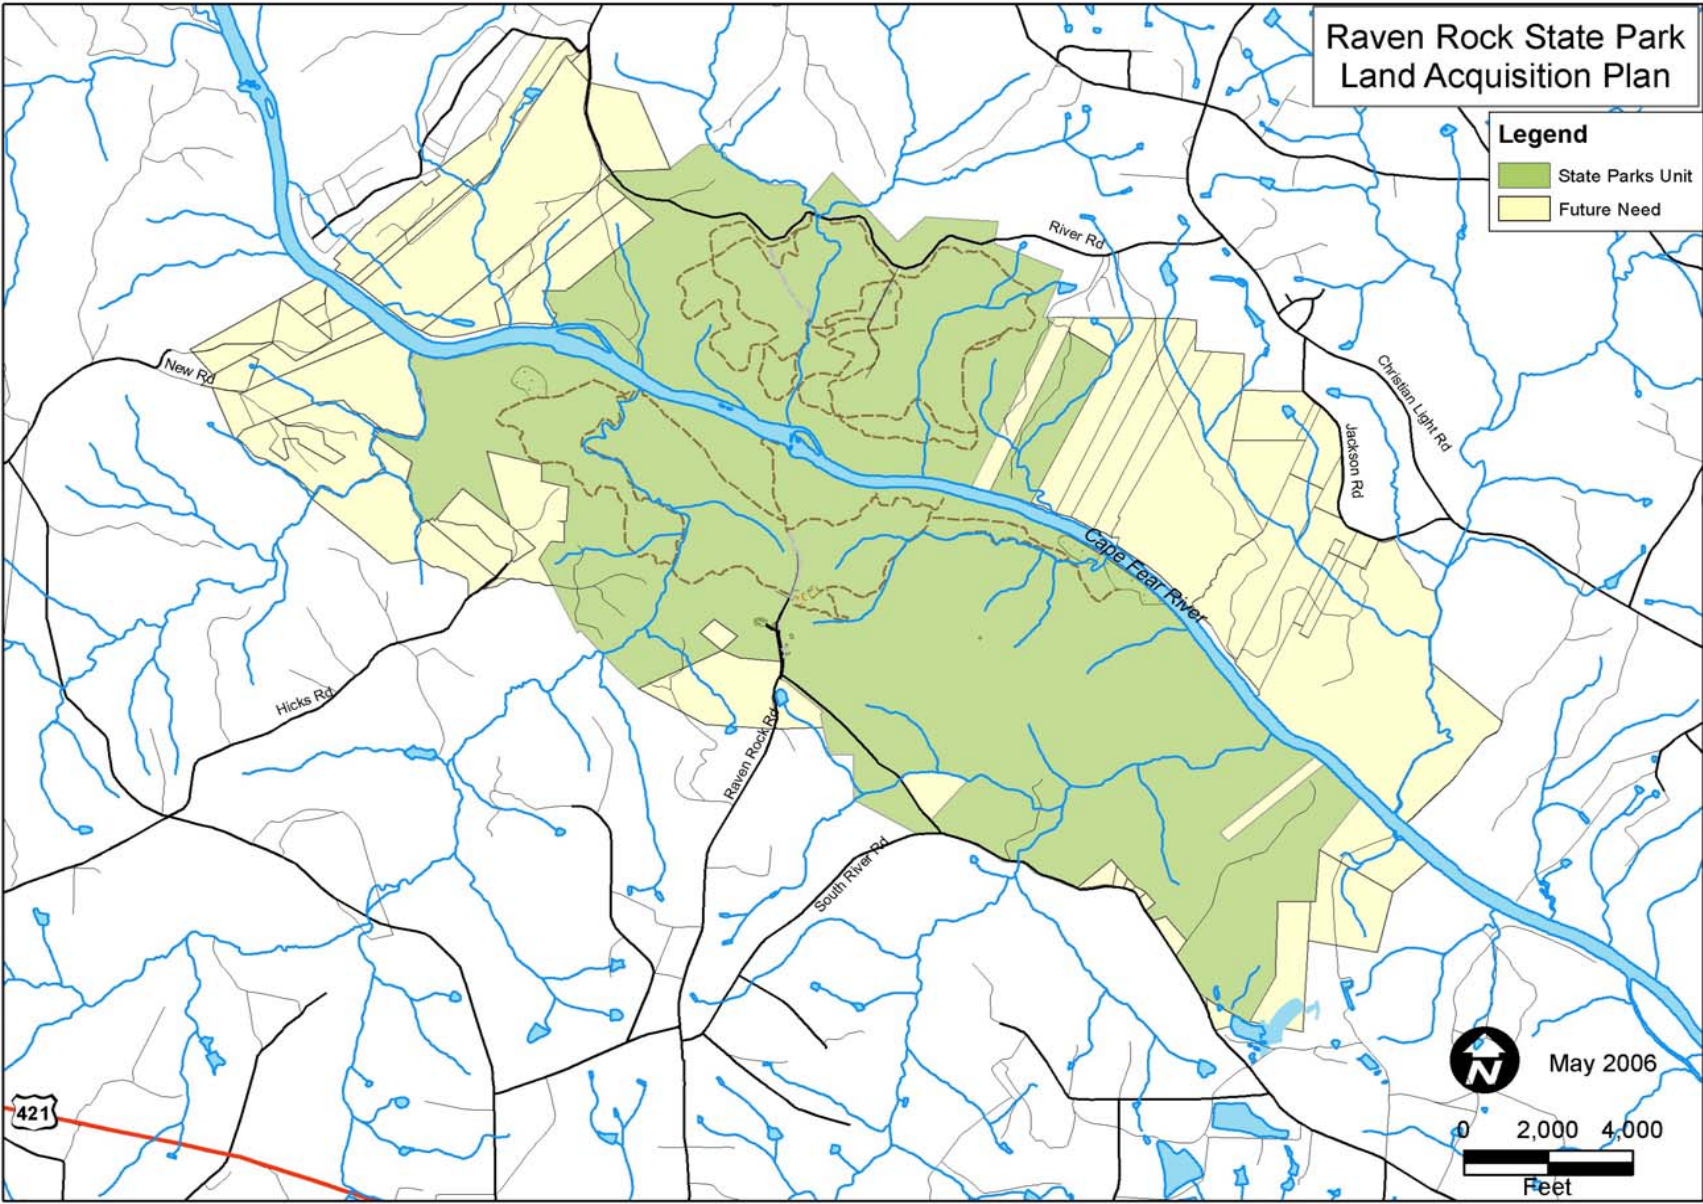 Raven Rock State Park
Land Acquisition Plan
Legend
State Parks Unit
Future Need
River Rd
New Rd
Christian Light Rd
Jackson Rd
Cape Fear River
Hicks Rd
Raven Rock Rd
South River Rd
N
May 2006
421
0 2,000 4,000
Feet